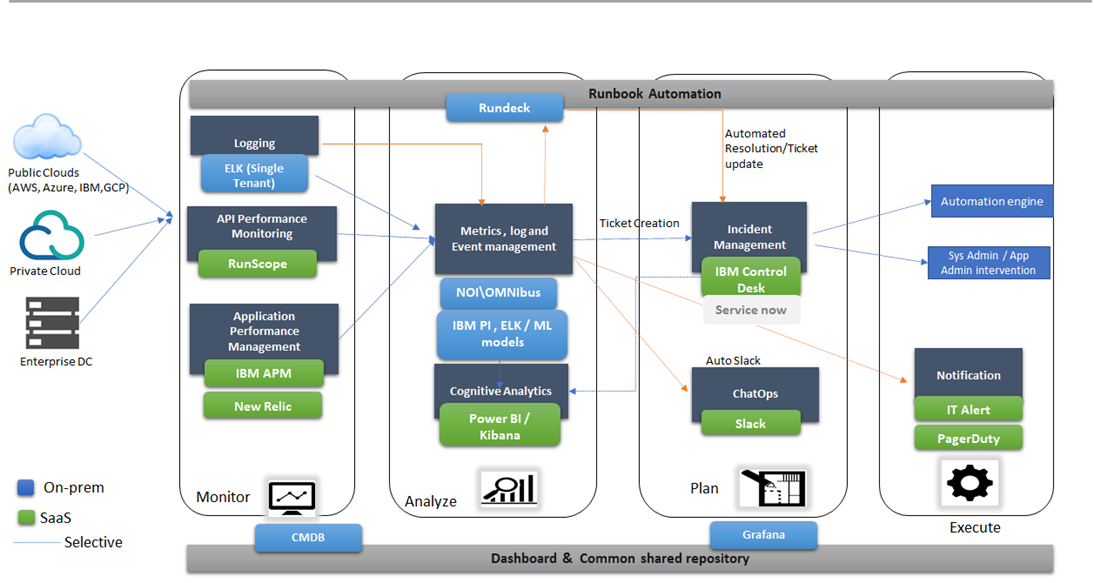 Runbook Automation
Rundeck
Public Clouds
(AWS, Azure, IBM,GCP)
Private Cloud
Enterprise DC
Logging
ELK (Single
Tenant)
API Performance
Monitoring
RunScope
Application
Performance
Management
IBM APM
New Relic
Monitor
Metrics , log and
Event management
NOI\OMNIbus
IBM PI , ELK / ML
models
Cognitive Analytics
Power BI /
Kibana
Analyze
Automated
Resolution/Ticket
update
Ticket Creation
Incident
Management
IBM Control
Desk
Service now
Auto Slack
ChatOps
Slack
Plan
Automation engine
Sys Admin / App
Admin intervention
Notification
IT Alert
PagerDuty
Execute
On-prem
SaaS
Selective
CMDB
Grafana
Dashboard & Common shared repository